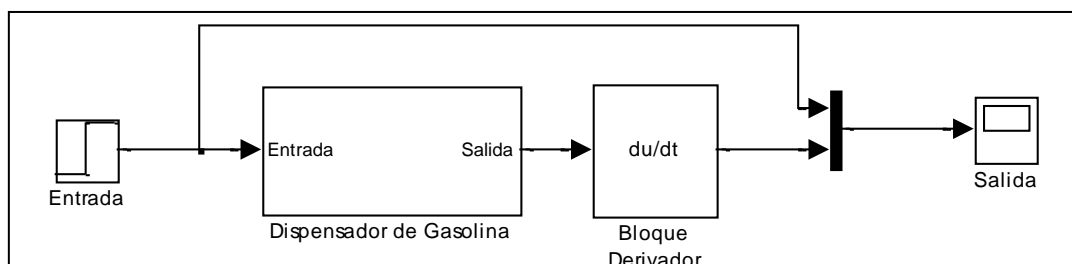 Entrada
Entrada
Salida
Dispensador de Gasolina
du/dt
Bloque
Derivador
Salida